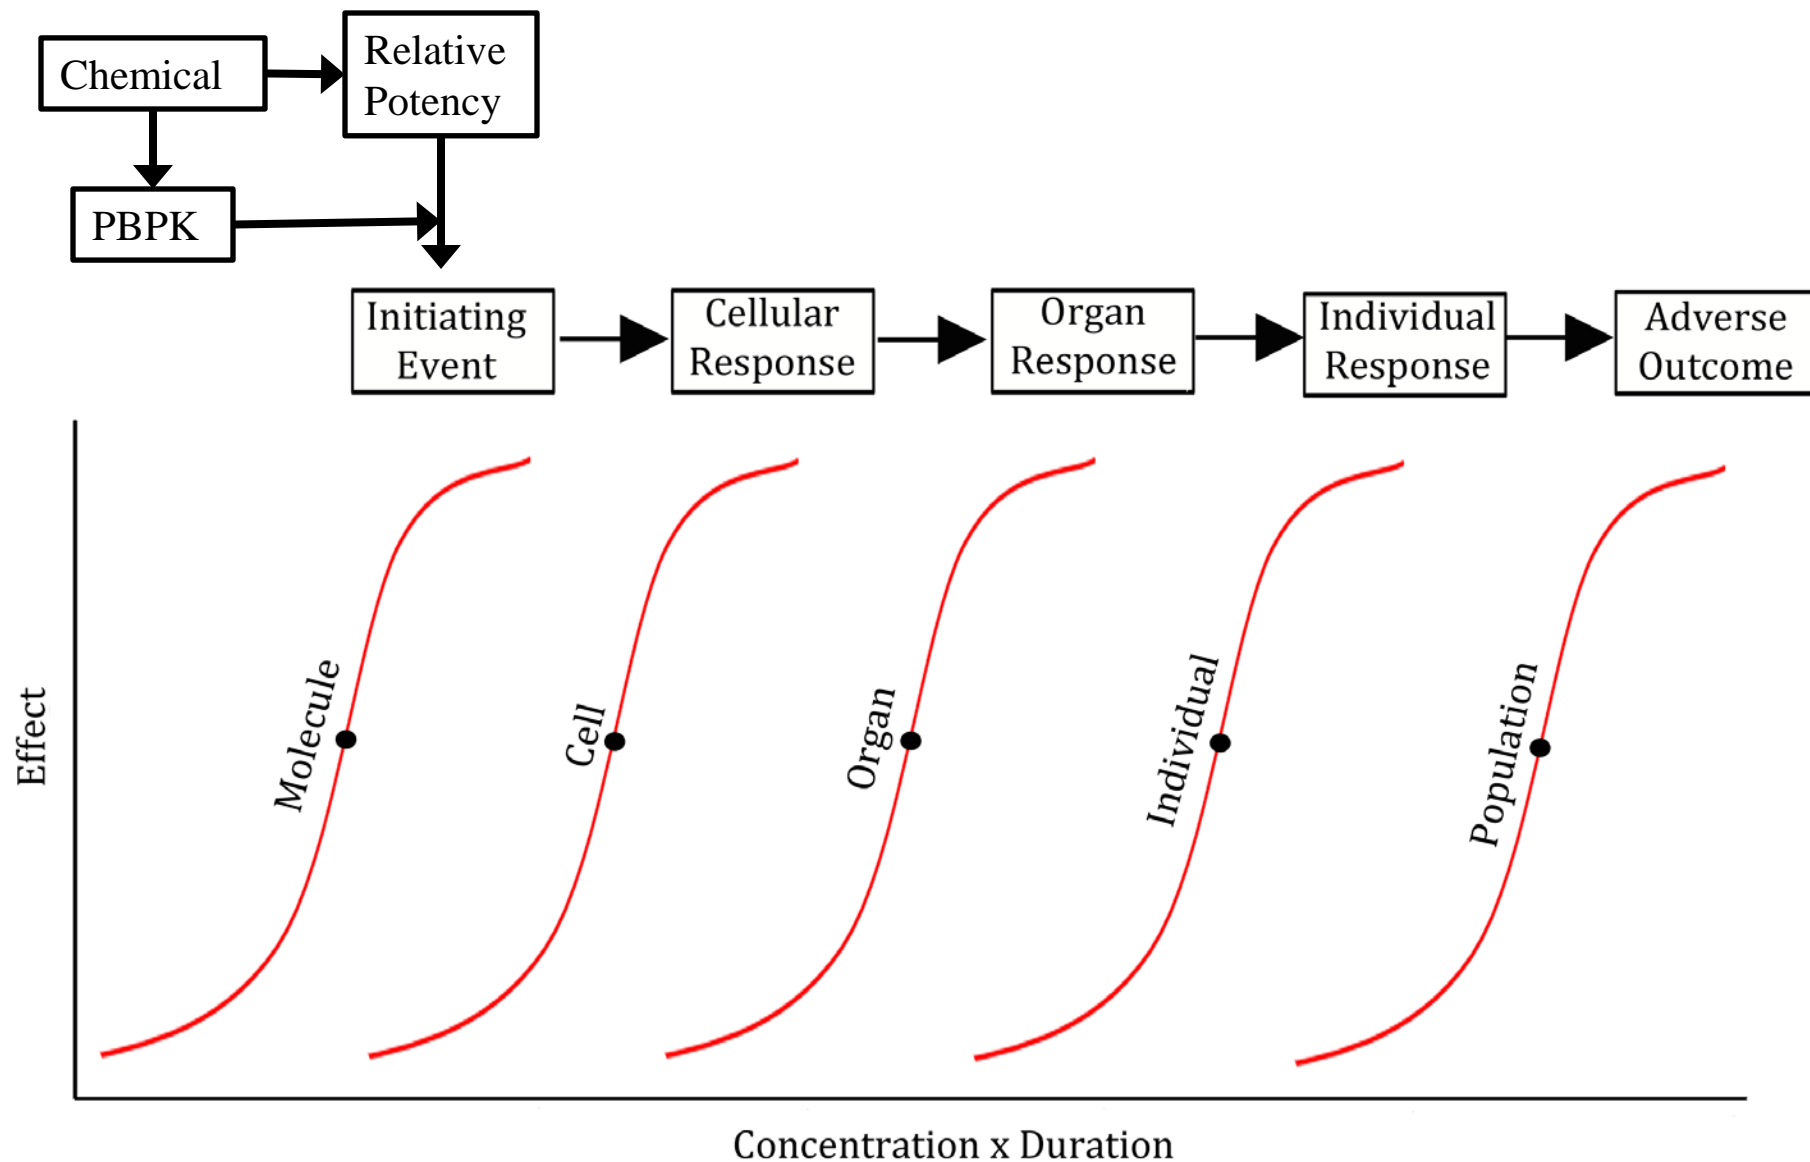 Chemical
Relative
Potency
PBPK
Initiating
Event
Cellular
Response
Organ
Response
Individual
Response
Adverse
Outcome
Effect
Molecule
Cell
Organ
Individual
Population
Concentration x Duration